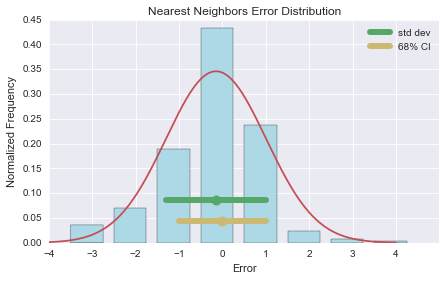 Nearest Neighbors Error Distribution
0.45
0.40
0.35
0.30
0.25
0.20
0.15
0.10
0.05
0.00
Normalized Frequency
std dev
68% CI
−4 −3 −2 −1 0 1 2 3 4
Error